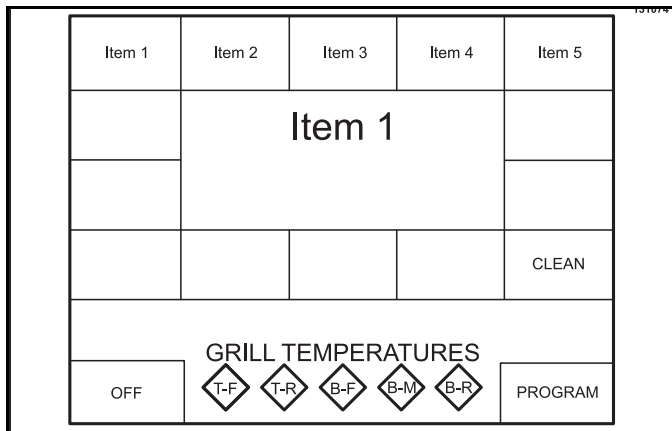 Item 1 Item 2 Item 3 Item 4 Item 5
Item 1
CLEAN
GRILL TEMPERATURES
OFF T-F T-R B-F B-M B-R PROGRAM